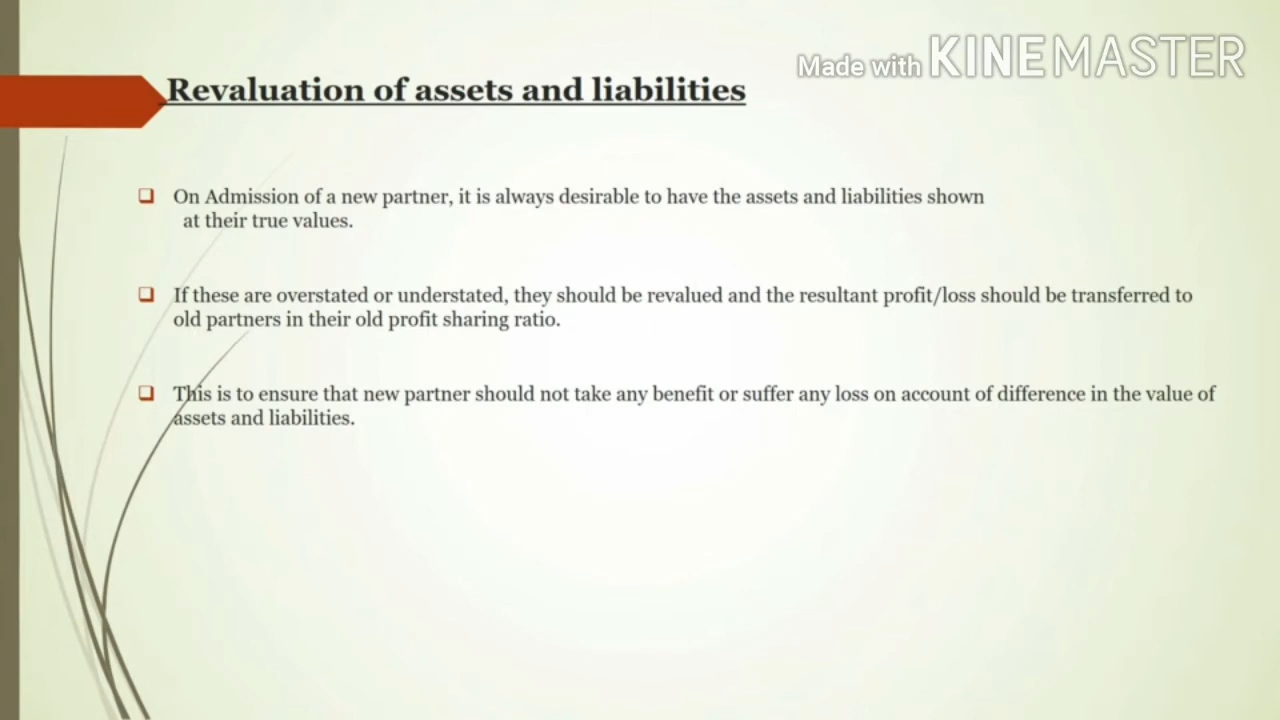 Made with KINEMASTER
Revaluation of assets and liabilities
On Admission of a new partner, it is always desirable to have the assets and liabilities shown
at their true values.
If these are overstated or understated, they should be revalued and the resultant profit/loss should be transferred to
old partners in their old profit sharing ratio.
This is to ensure that new partner should not take any benefit or suffer any loss on account of difference in the value of
assets and liabilities.